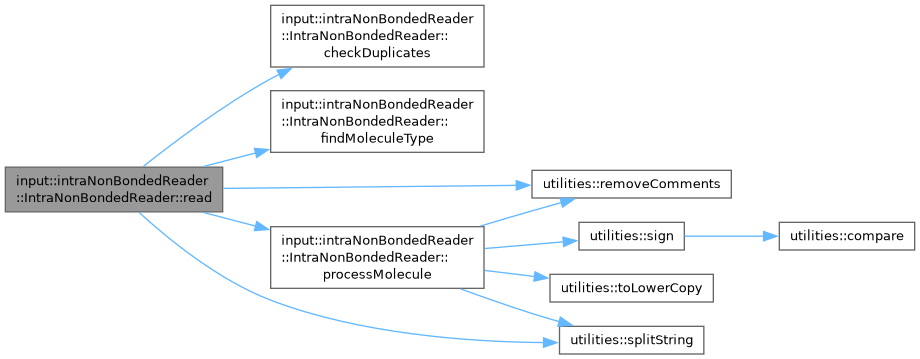 input::intraNonBondedReader
::IntraNonBondedReader::
checkDuplicates
input::intraNonBondedReader
::IntraNonBondedReader::
findMoleculeType
input::intraNonBondedReader
::IntraNonBondedReader::read
utilities::removeComments
input::intraNonBondedReader
::IntraNonBondedReader::
processMolecule
utilities::sign
utilities::compare
utilities::toLowerCopy
utilities::splitString